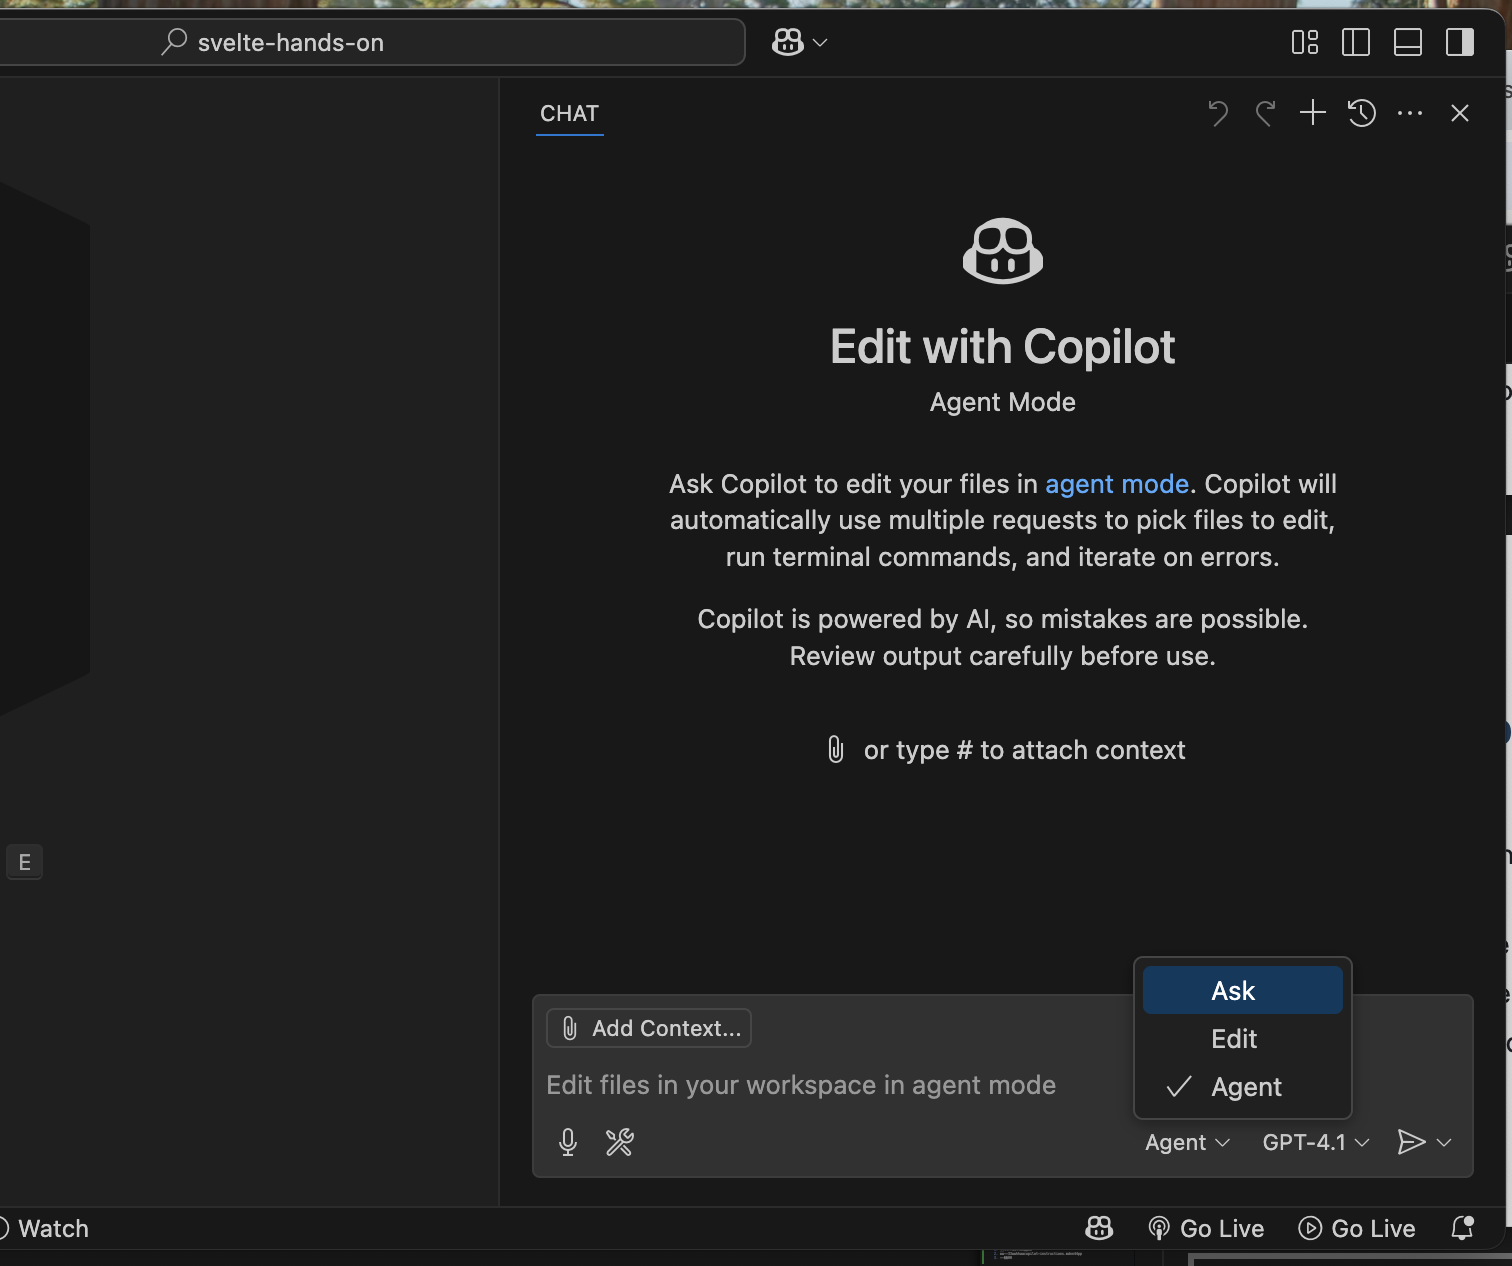 svelte-hands-on
CHAT
Edit with Copilot
Agent Mode
Ask Copilot to edit your files in agent mode. Copilot will
automatically use multiple requests to pick files to edit,
run terminal commands, and iterate on errors.
Copilot is powered by AI, so mistakes are possible.
Review output carefully before use.
or type # to attach context
E
Ask
Edit
Agent
Add Context...
Edit files in your workspace in agent mode
Agent
GPT-4.1
Watch
Go Live
Go Live